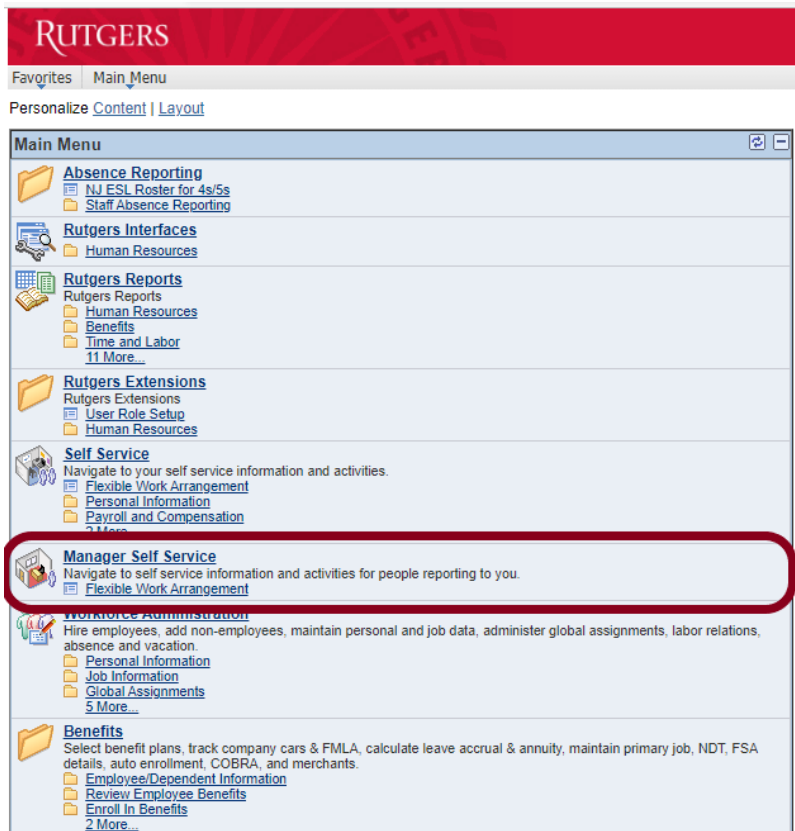 RUTGERS
Favorites Main Menu
Personalize Content | Layout
Main Menu
Absence Reporting
NJ ESL Roster for 4s/5s
Staff Absence Reporting
Rutgers Interfaces
Human Resources
Rutgers Reports
Rutgers Reports
Human Resources
Benefits
Time and Labor
11 More...
Rutgers Extensions
Rutgers Extensions
User Role Setup
Human Resources
Self Service
Navigate to your self service information and activities.
Flexible Work Arrangement
Personal Information
Payroll and Compensation
2 More...
Manager Self Service
Navigate to self service information and activities for people reporting to you.
Flexible Work Arrangement
Workforce Administration
Hire employees, add non-employees, maintain personal and job data, administer global assignments, labor relations,
absence and vacation.
Personal Information
Job Information
Global Assignments
5 More...
Benefits
Select benefit plans, track company cars & FMLA, calculate leave accrual & annuity, maintain primary job, NDT, FSA
details, auto enrollment, COBRA, and merchants.
Employee/Dependent Information
Review Employee Benefits
Enroll In Benefits
2 More...